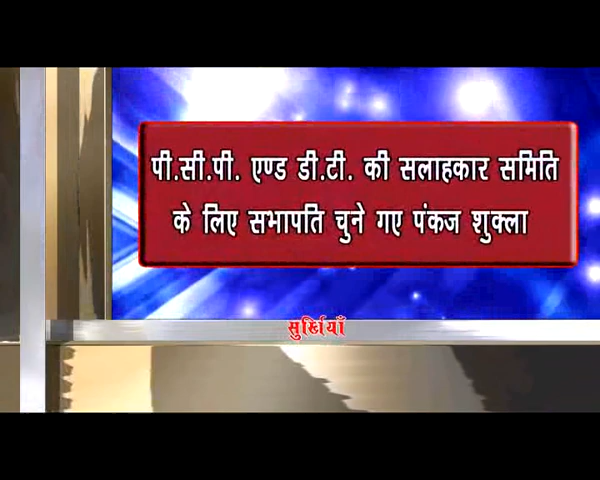 पी.सी.पी. एण्ड डी.टी. की सलाहकार समिति
के लिए सभापति चुने गए पंकज शुक्ला
सुर्ख़ियाँ